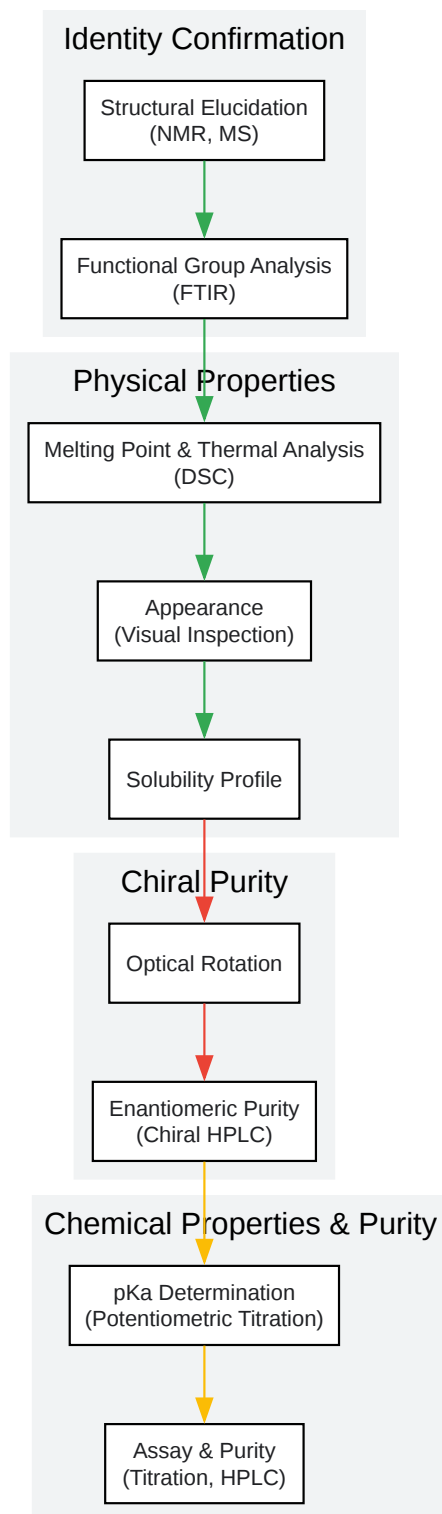 Identity Confirmation
Structural Elucidation
(NMR, MS)
Functional Group Analysis
(FTIR)
Physical Properties
Melting Point & Thermal Analysis
(DSC)
Appearance
(Visual Inspection)
Solubility Profile
Chiral Purity
Optical Rotation
Enantiomeric Purity
(Chiral HPLC)
Chemical Properties & Purity
pKa Determination
(Potentiometric Titration)
Assay & Purity
(Titration, HPLC)